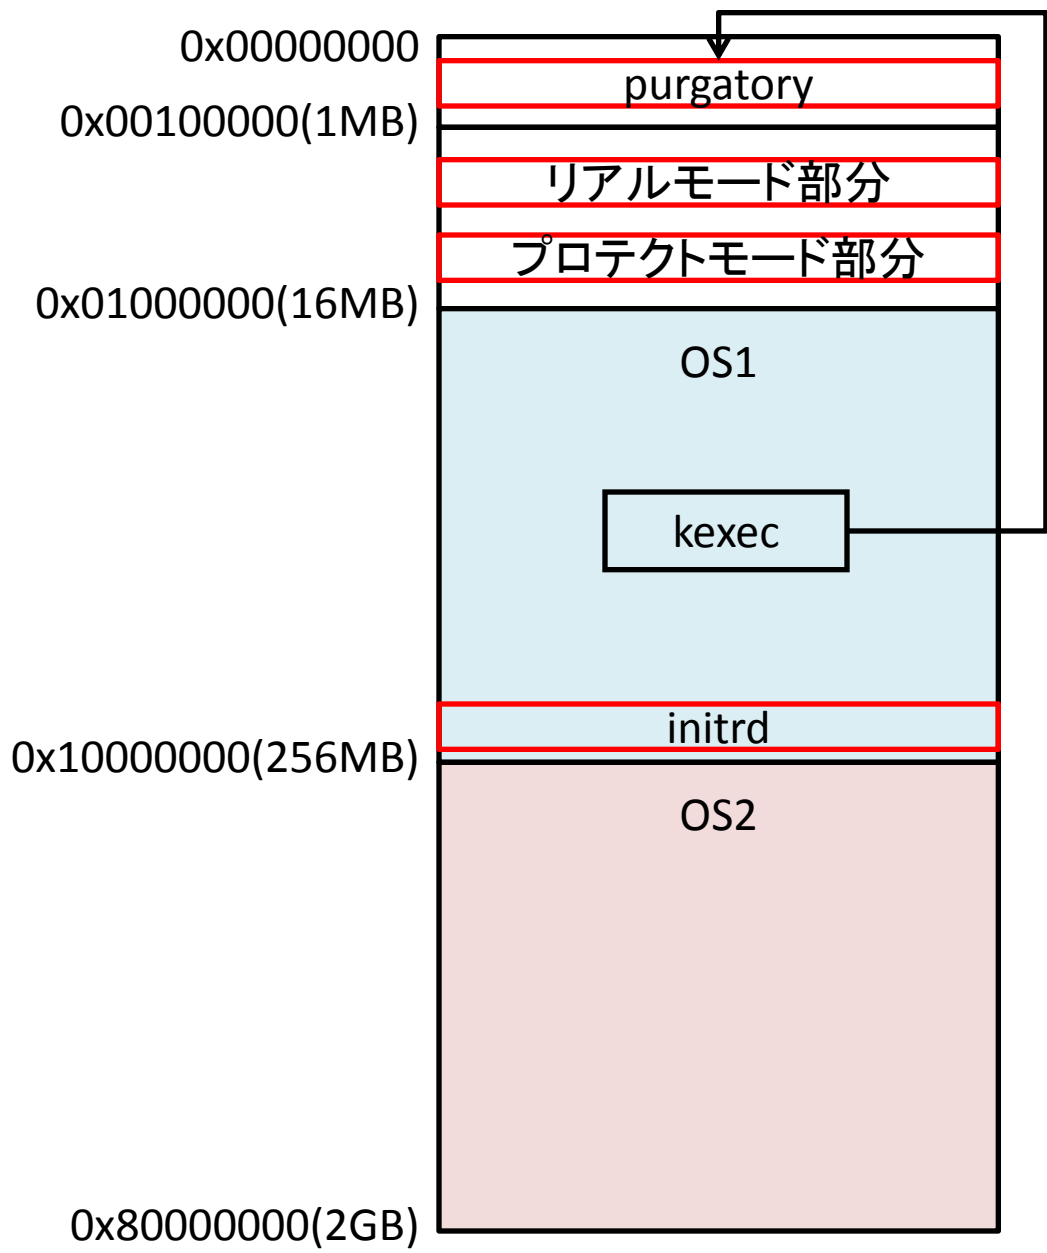 0x00000000
purgatory
0x00100000(1MB)
リアルモード部分
プロテクトモード部分
0x01000000(16MB)
OS1
kexec
initrd
0x10000000(256MB)
OS2
0x80000000(2GB)